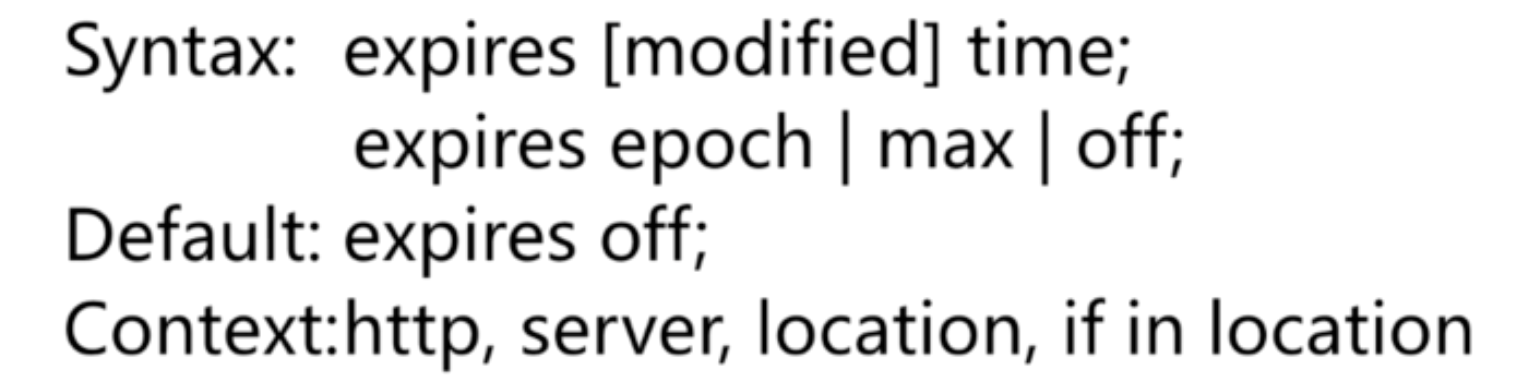 Syntax: expires [modified] time;
expires epoch | max | off;
Default: expires off;
Context:http, server, location, if in location